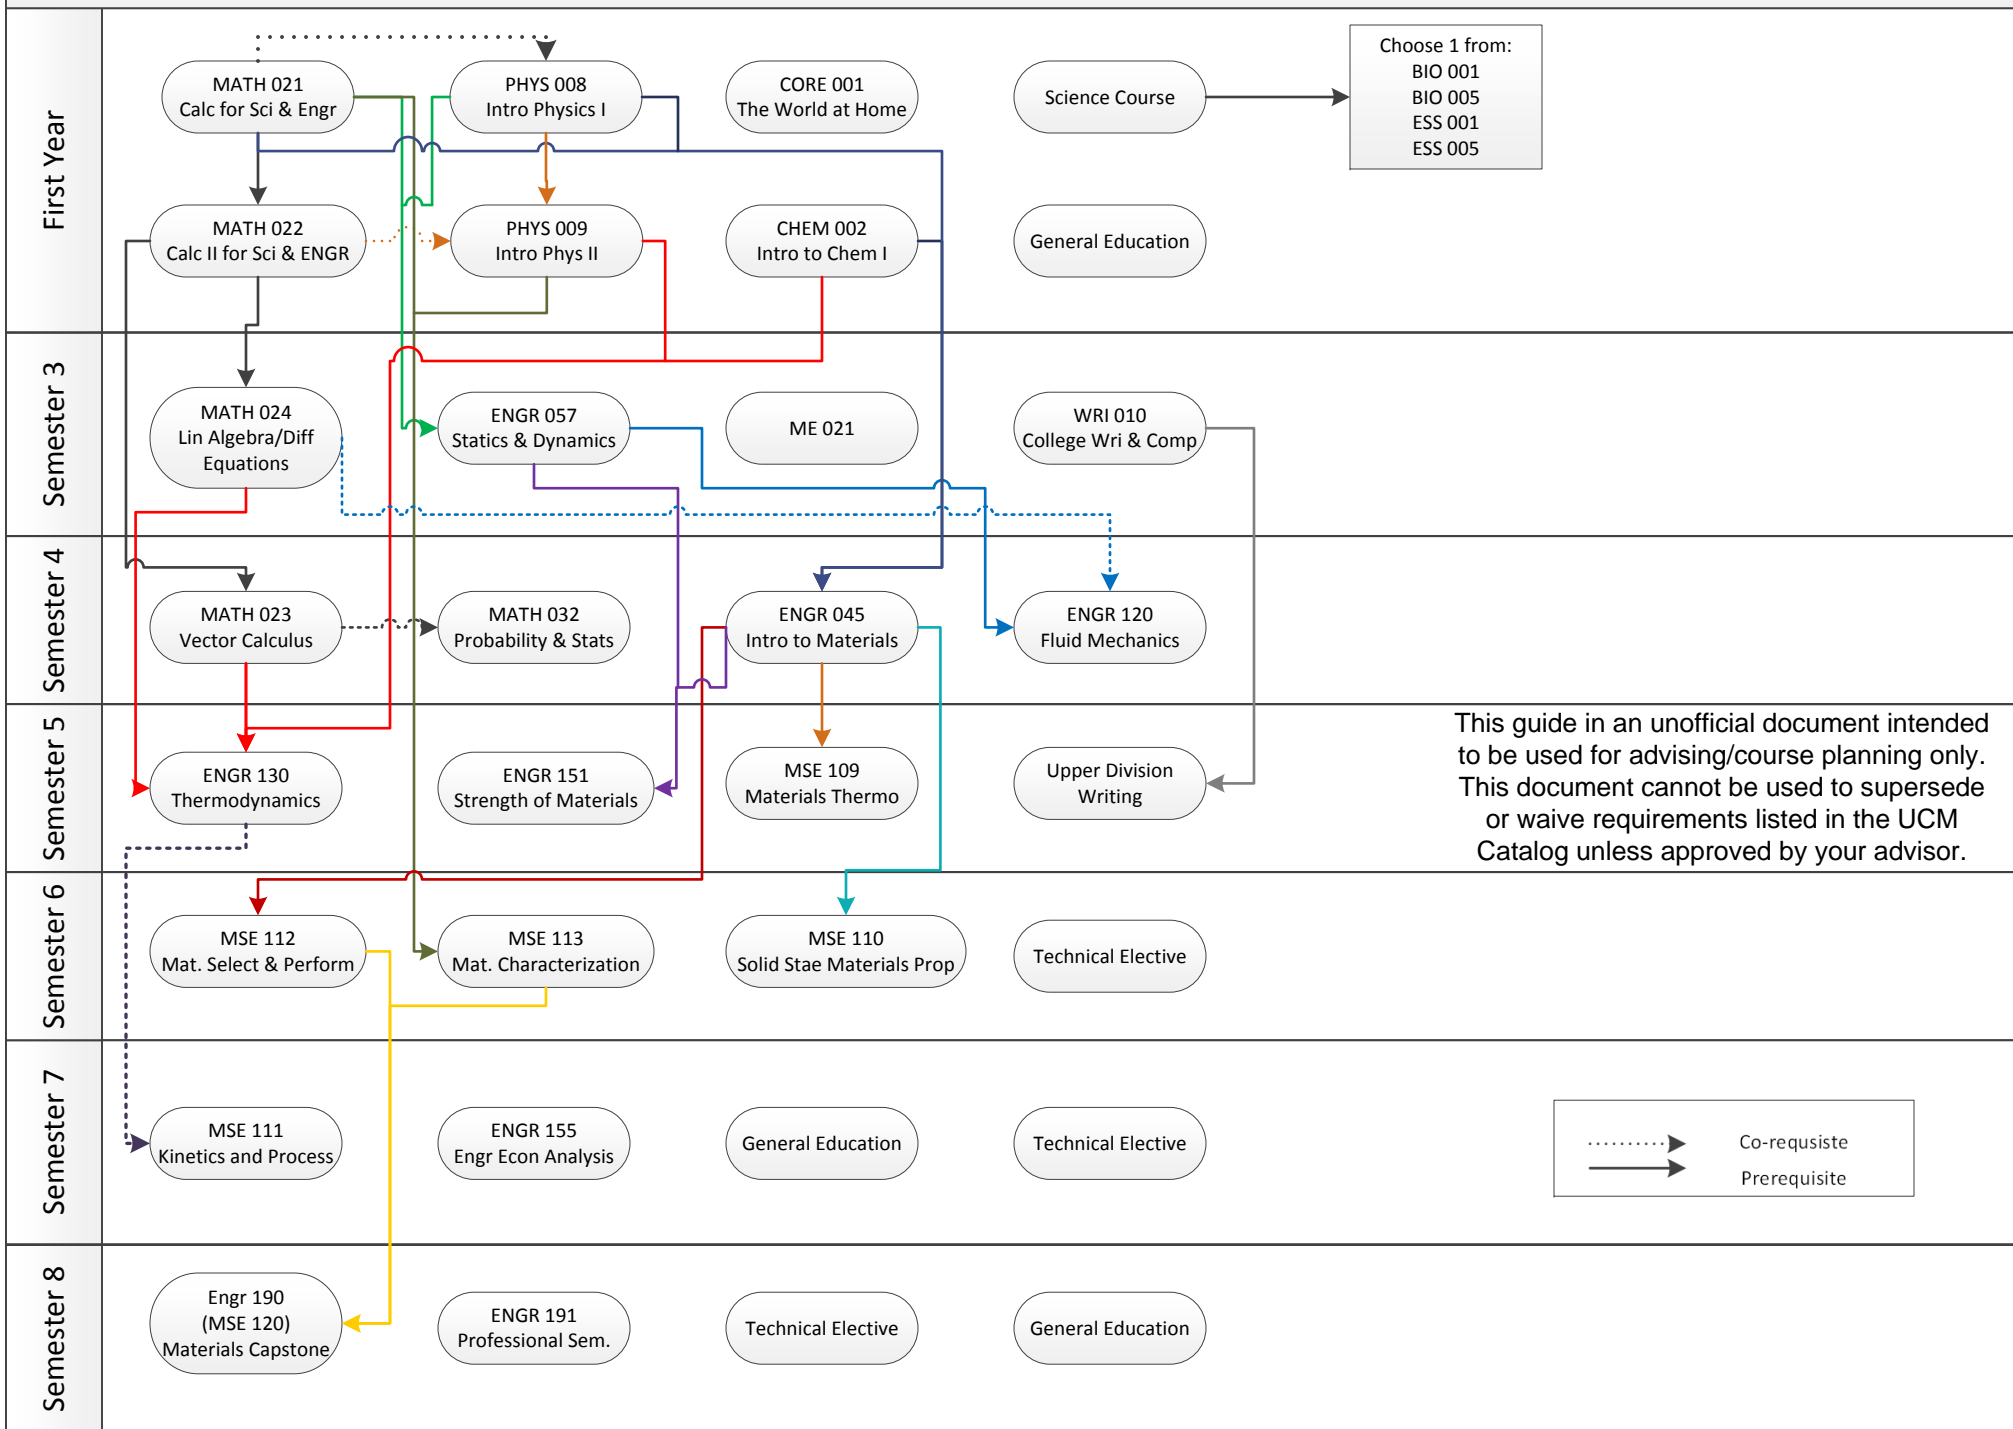 First Year
MATH 021
Calc for Sci & Engr
PHYS 008
Intro Physics I
CORE 001
The World at Home
Science Course
Choose 1 from:
BIO 001
BIO 005
ESS 001
ESS 005
MATH 022
Calc II for Sci & ENGR
PHYS 009
Intro Phys II
CHEM 002
Intro to Chem I
General Education
Semester 3
MATH 024
Lin Algebra/Diff
Equations
ENGR 057
Statics & Dynamics
ME 021
WRI 010
College Wri & Comp
Semester 4
MATH 023
Vector Calculus
MATH 032
Probability & Stats
ENGR 045
Intro to Materials
ENGR 120
Fluid Mechanics
Semester 5
ENGR 130
Thermodynamics
ENGR 151
Strength of Materials
MSE 109
Materials Thermo
Upper Division
Writing
This guide in an unofficial document intended
to be used for advising/course planning only.
This document cannot be used to supersede
or waive requirements listed in the UCM
Catalog unless approved by your advisor.
Semester 6
MSE 112
Mat. Select & Perform
MSE 113
Mat. Characterization
MSE 110
Solid Stae Materials Prop
Technical Elective
Semester 7
MSE 111
Kinetics and Process
ENGR 155
Engr Econ Analysis
General Education
Technical Elective
Co-requsiste
Prerequisite
Semester 8
Engr 190
(MSE 120)
Materials Capstone
ENGR 191
Professional Sem.
Technical Elective
General Education